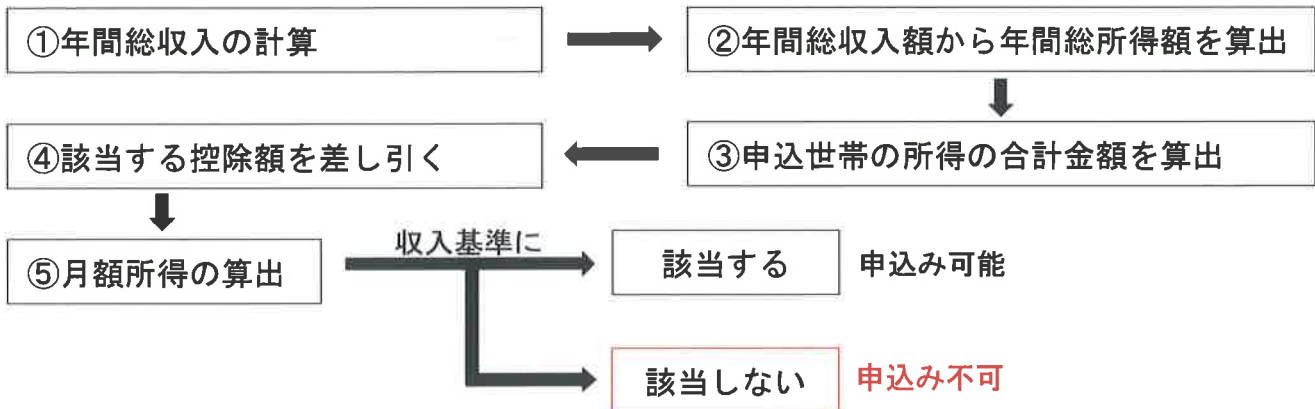 ①年間総収入の計算
②年間総収入額から年間総所得額を算出
③申込世帯の所得の合計金額を算出
④該当する控除額を差し引く
⑤月額所得の算出
収入基準に
該当する
申込み可能
該当しない
申込み不可